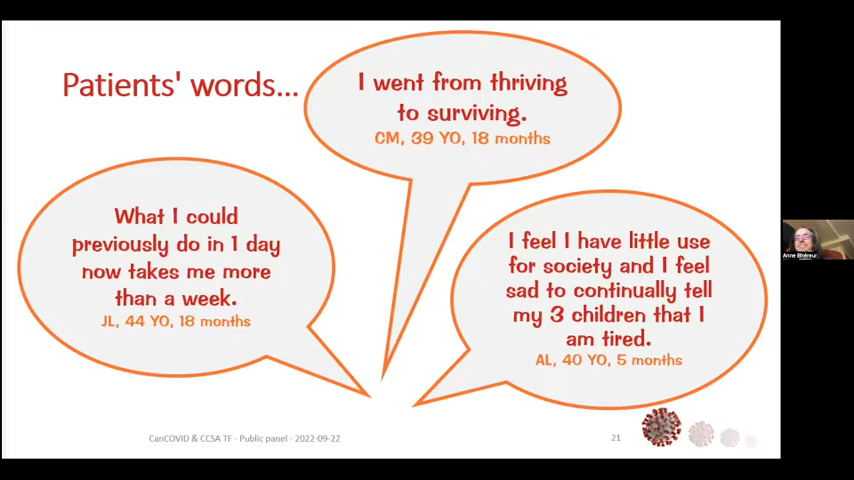 Patients' words...
I went from thriving
to surviving.
CM, 39 YO, 18 months
What I could
previously do in 1 day
now takes me more
than a week.
JL, 44 YO, 18 months
I feel I have little use
for society and I feel
sad to continually tell
my 3 children that I
am tired.
AL, 40 YO, 5 months
CanCOVID & CCSA TF - Public panel - 2022-09-22
21
Anne Bhéreur